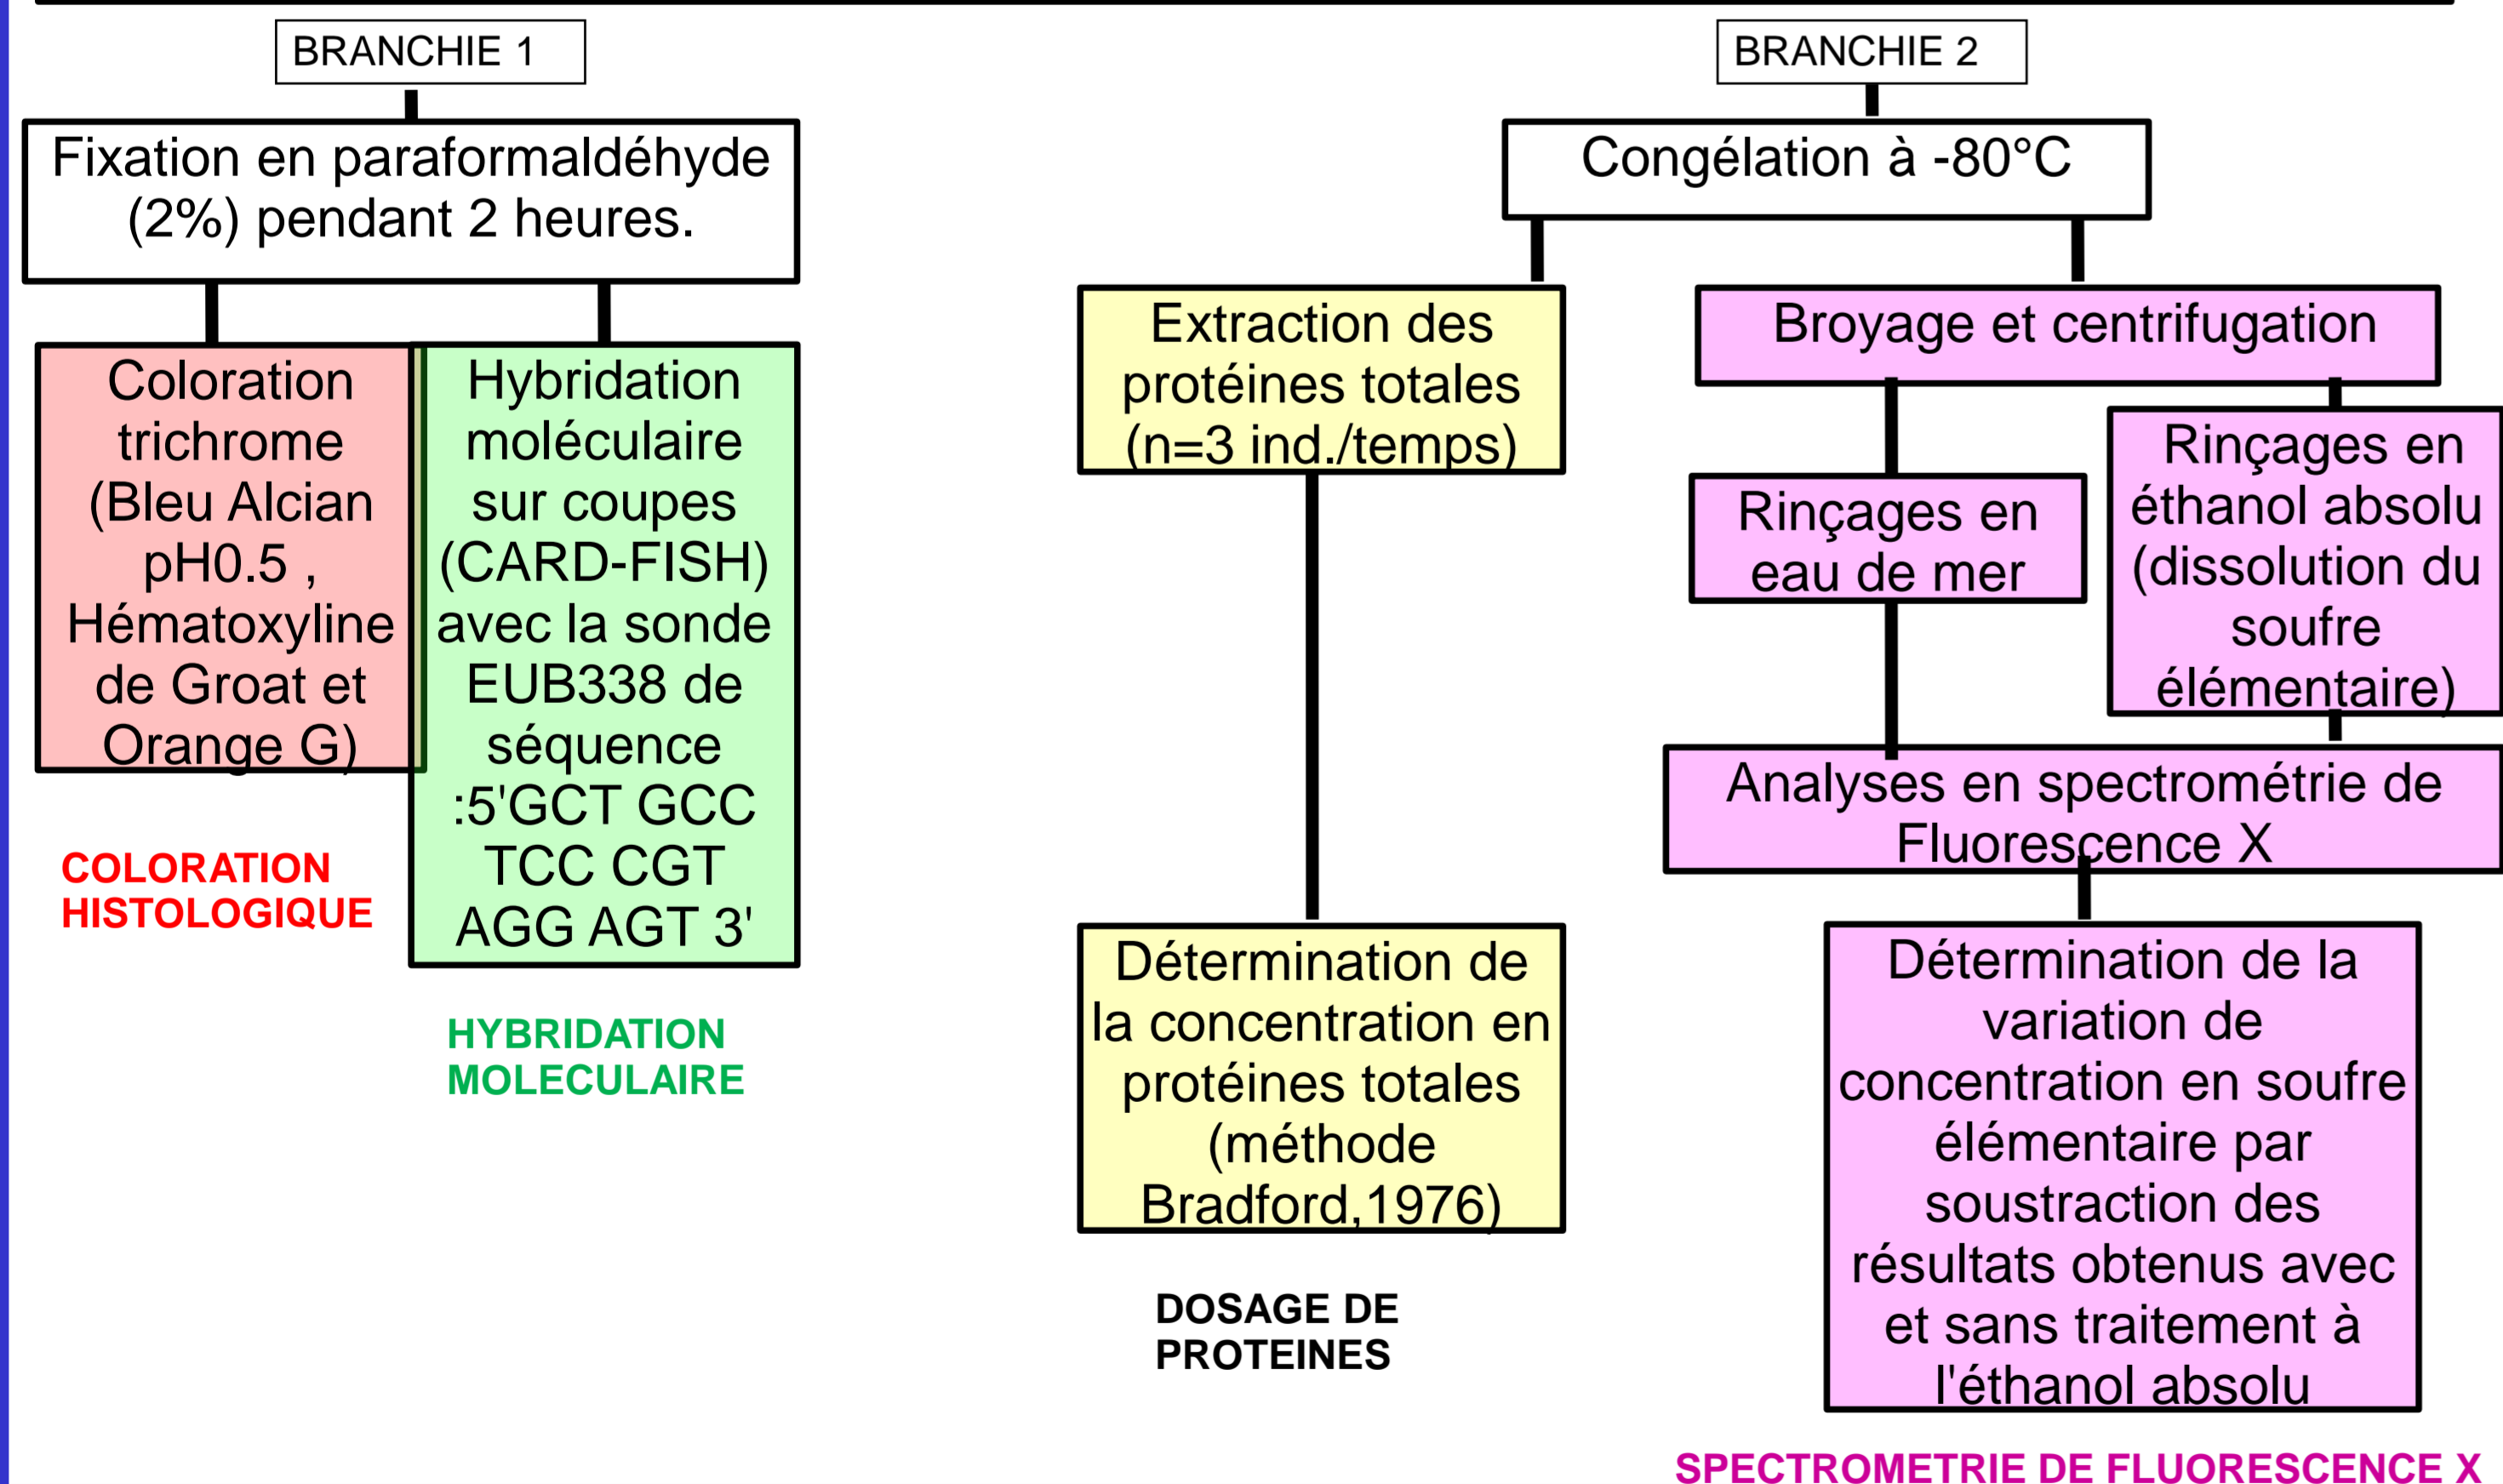 BRANCHIE 1
Fixation en paraformaldéhyde
(2%) pendant 2 heures.
Coloration
trichrome
(Bleu Alcian
pH0.5 ,
Hématoxyline
de Groat et
Orange G)
COLORATION
HISTOLOGIQUE
Hybridation
moléculaire
sur coupes
(CARD-FISH)
avec la sonde
EUB338 de
séquence
:5'GCT GCC
TCC CGT
AGG AGT 3'
HYBRIDATION
MOLECULAIRE
BRANCHIE 2
Congélation à -80°C
Extraction des
protéines totales
(n=3 ind./temps)
Détermination de
la concentration en
protéines totales
(méthode
Bradford,1976)
DOSAGE DE
PROTEINES
Broyage et centrifugation
Rinçages en
eau de mer
Rinçages en
éthanol absolu
(dissolution du
soufre
élémentaire)
Analyses en spectrométrie de
Fluorescence X
Détermination de la
variation de
concentration en soufre
élémentaire par
soustraction des
résultats obtenus avec
et sans traitement à
l'éthanol absolu
SPECTROMETRIE DE FLUORESCENCE X